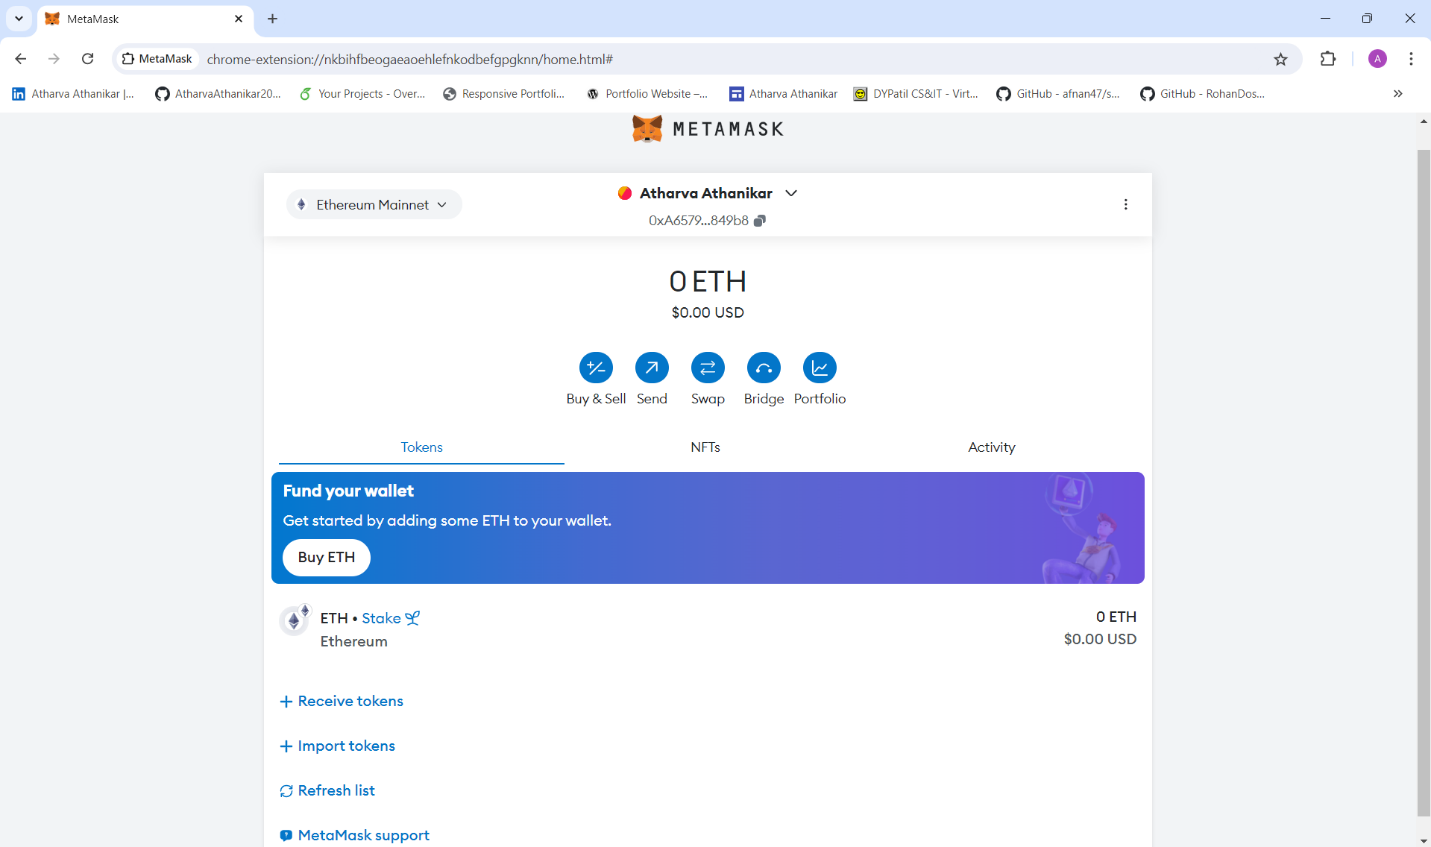 MetaMask
MetaMask chrome-extension://nkbihfbeogaeaoehlefnkodbefgpgknn/home.html# A
in Atharva Athanikar |... AtharvaAthanikar20... Your Projects - Over... Responsive Portfoli... Portfolio Website –... Atharva Athanikar DYPatil CS&IT - Virt... GitHub - afnan47/s... GitHub - RohanDos... »
METAMASK
Ethereum Mainnet
Atharva Athanikar
0xA6579...849b8
0 ETH
$0.00 USD
Buy & Sell Send Swap Bridge Portfolio
Tokens NFTs Activity
Fund your wallet
Get started by adding some ETH to your wallet.
Buy ETH
ETH • Stake 0 ETH
Ethereum $0.00 USD
+ Receive tokens
+ Import tokens
Refresh list
MetaMask support